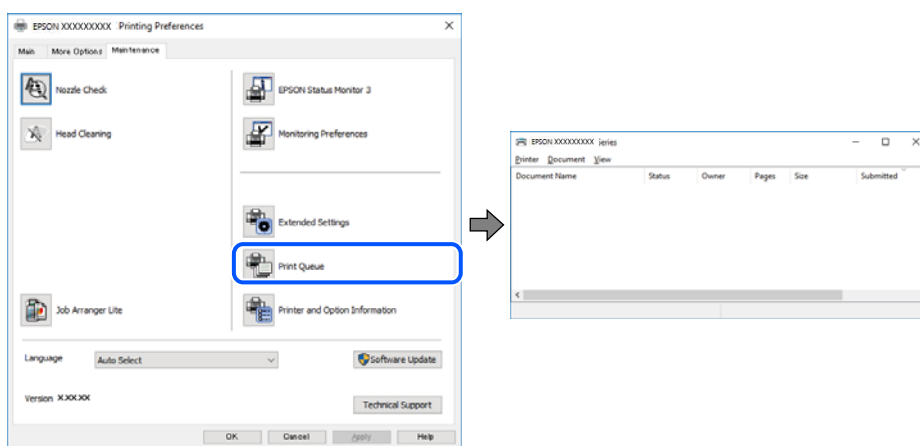 EPSON XXXXXXXXX Printing Preferences
Main More Options Maintenance
Nozzle Check
Head Cleaning
Job Arranger Lite
EPSON Status Monitor 3
Monitoring Preferences
Extended Settings
Print Queue
Printer and Option Information
Language Auto Select
Software Update
Version X.XX.XX
Technical Support
OK Cancel Apply Help
EPSON XXXXXXXXX Series
Printer Document View
Document Name Status Owner Pages Size Submitted